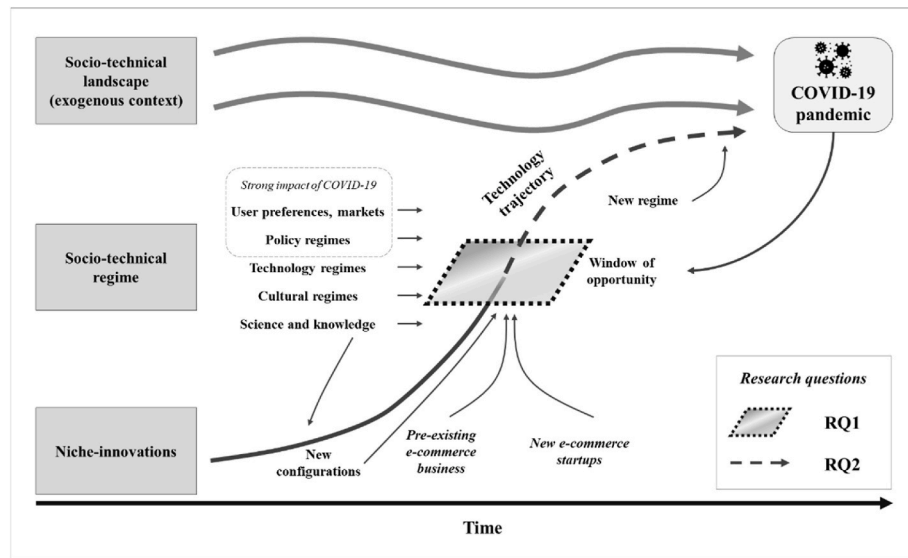 Socio-technical
landscape
(exogenous context)
COVID-19
pandemic
Technology
trajectory
Strong impact of COVID-19
User preferences, markets
Policy regimes
Technology regimes
Cultural regimes
Science and knowledge
New regime
Socio-technical
regime
Window of
opportunity
Niche-innovations
New
configurations
Pre-existing
e-commerce
business
New e-commerce
startups
Research questions
RQ1
RQ2
Time